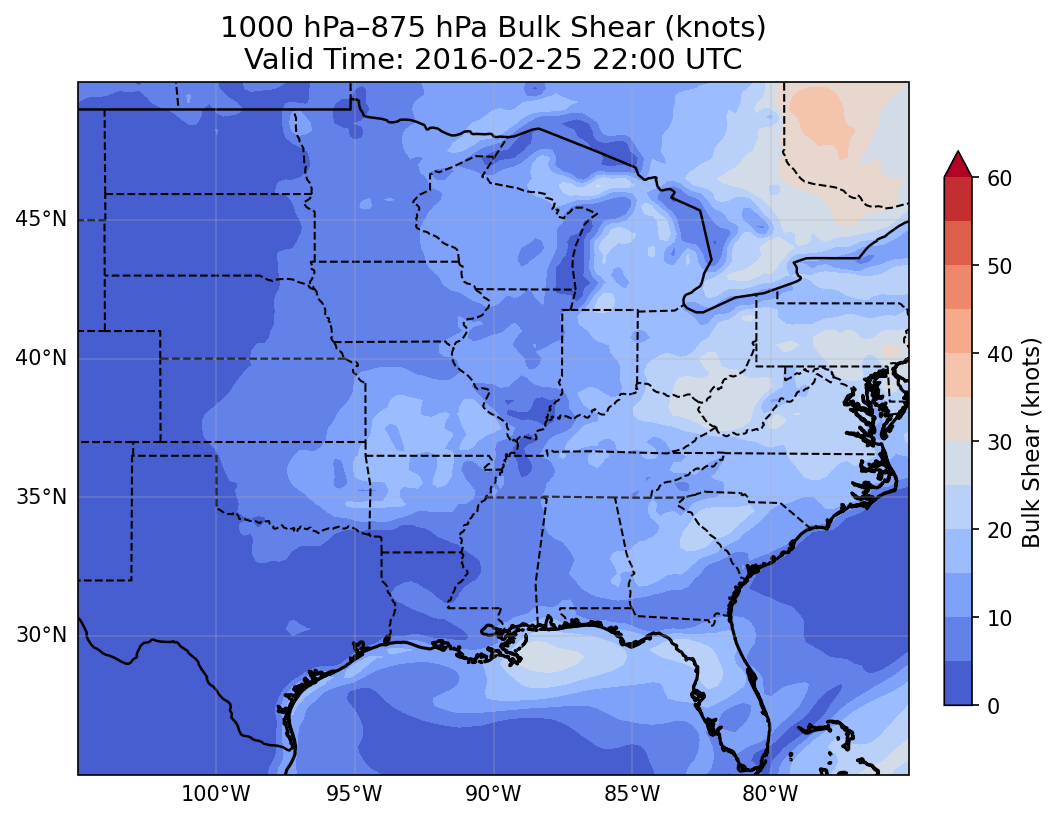 1000 hPa–875 hPa Bulk Shear (knots)
Valid Time: 2016-02-25 22:00 UTC
45°N
40°N
35°N
30°N
100°W
95°W
90°W
85°W
80°W
60
50
40
30
20
10
0
Bulk Shear (knots)